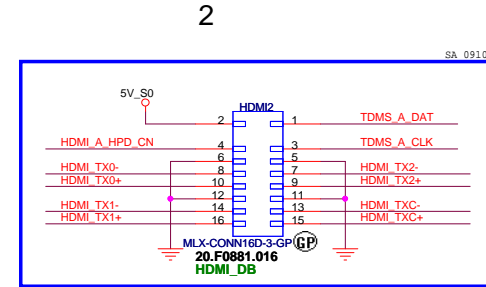 2
SA 0910
5V_S0
HDMI2
2 1 TDMS_A_DAT
HDMI_A_HPD_CN 4 3 TDMS_A_CLK
6 5
HDMI_TX0- 8 7 HDMI_TX2-
HDMI_TX0+ 10 9 HDMI_TX2+
12 11
HDMI_TX1- 14 13 HDMI_TXC-
HDMI_TX1+ 16 15 HDMI_TXC+
MLX-CONN16D-3-GP GP
20.F0881.016
HDMI_DB